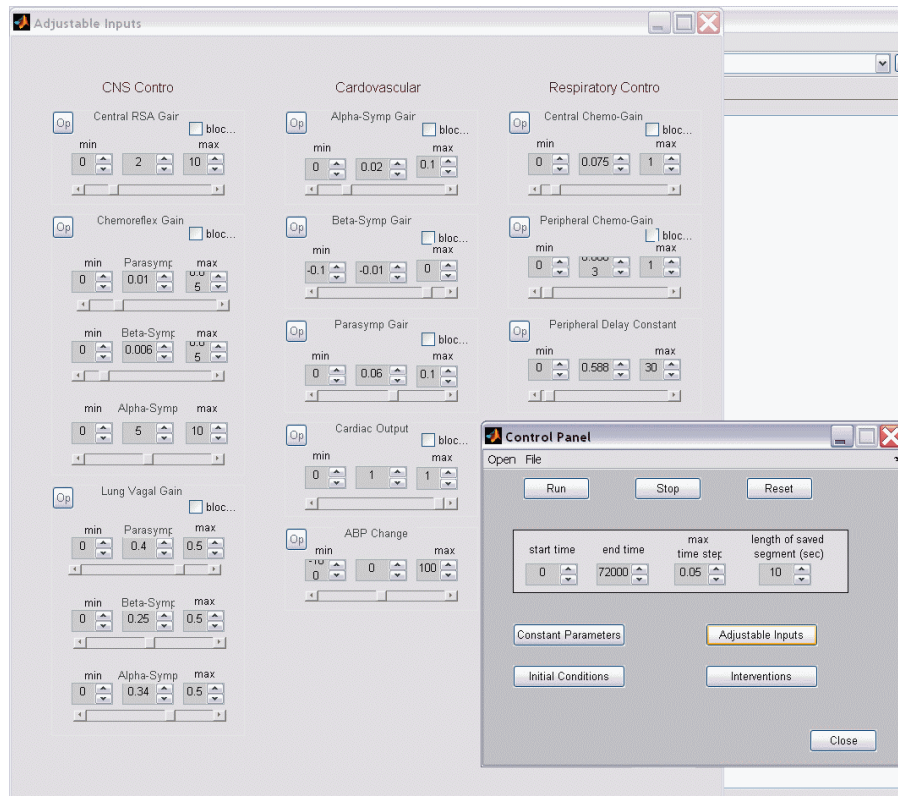 Adjustable Inputs
CNS Contro
Op
Central RSA Gair
bloc...
min
max
0
2
10
Op
Chemoreflex Gain
bloc...
min
Parasymp
max
0
0.01
5
min
Beta-Symp
max
0
0.006
5
min
Alpha-Symp
max
0
5
10
Op
Lung Vagal Gain
bloc...
min
Parasymp
max
0
0.4
0.5
min
Beta-Symp
max
0
0.25
0.5
min
Alpha-Symp
max
0
0.34
0.5
Cardovascular
Op
Alpha-Symp Gair
bloc...
min
max
0
0.02
0.1
Op
Beta-Symp Gair
bloc...
min
max
-0.1
-0.01
0
Op
Parasymp Gair
bloc...
min
max
0
0.06
0.1
Op
Cardiac Output
bloc...
min
max
0
1
1
Op
ABP Change
min
max
0
0
100
Respiratory Contro
Op
Central Chemo-Gain
bloc...
min
max
0
0.075
1
Op
Peripheral Chemo-Gain
bloc...
min
max
0
3
1
Op
Peripheral Delay Constant
min
max
0
0.588
30
Control Panel
Open File
Run
Stop
Reset
start time
end time
max
time step
length of saved
segment (sec)
0
72000
0.05
10
Constant Parameters
Adjustable Inputs
Initial Conditions
Interventions
Close